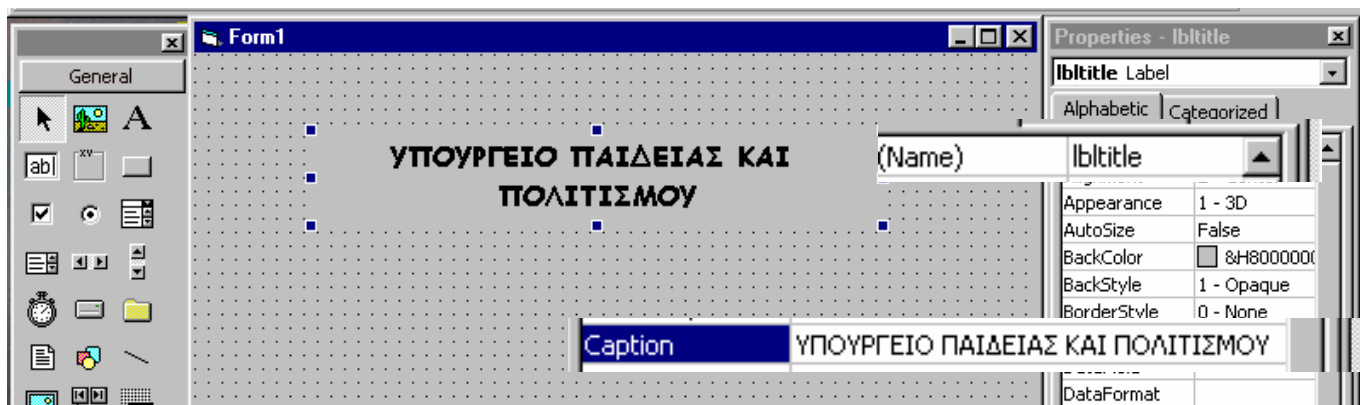 Form1
Properties - lbltitle
General
lbltitle Label
A
Alphabetic Categorized
ΥΠΟΥΡΓΕΙΟ ΠΑΙΔΕΙΑΣ ΚΑΙ
ΠΟΛΙΤΙΣΜΟΥ
(Name) lbltitle
ab
XY
Appearance 1 - 3D
AutoSize False
BackColor &H8000000
BackStyle 1 - Opaque
BorderStyle 0 - None
Caption ΥΠΟΥΡΓΕΙΟ ΠΑΙΔΕΙΑΣ ΚΑΙ ΠΟΛΙΤΙΣΜΟΥ
DataFormat